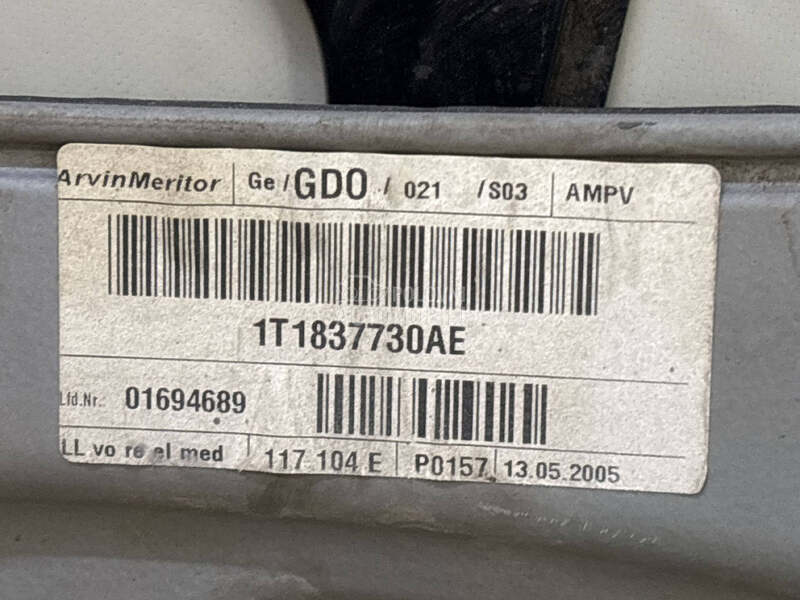 ArvinMeritor Ge / GDO / 021 / S03 AMPV
1T1837730AE
Lfd.Nr.: 01694689
LL vo re el med 117 104 E P0157 13.05.2005